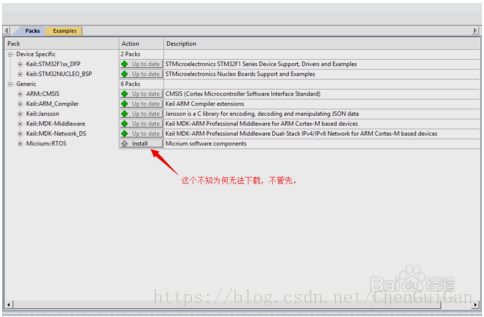 Packs Examples
Pack Action Description
Device Specific 2 Packs
Keil::STM32F1xx_DFP Up to date STMicroelectronics STM32F1 Series Device Support, Drivers and Examples
Keil::STM32NUCLEO_BSP Up to date STMicroelectronics Nucleo Boards Support and Examples
Generic 6 Packs
ARM::CMSIS Up to date CMSIS (Cortex Microcontroller Software Interface Standard)
Keil::ARM_Compiler Up to date Keil ARM Compiler extensions
Keil::Jansson Up to date Jansson is a C library for encoding, decoding and manipulating JSON data
Keil::MDK-Middleware Up to date Keil MDK-ARM Professional Middleware for ARM Cortex-M based devices
Keil::MDK-Network_DS Up to date Keil MDK-ARM Professional Middleware Dual-Stack IPv4/IPv6 Network for ARM Cortex-M based devices
Micrium::RTOS Install Micrium software components
这个不知为何无法下载，不管先。
Baidu 经验
https://blog.csdn.net/ChenGuiGan